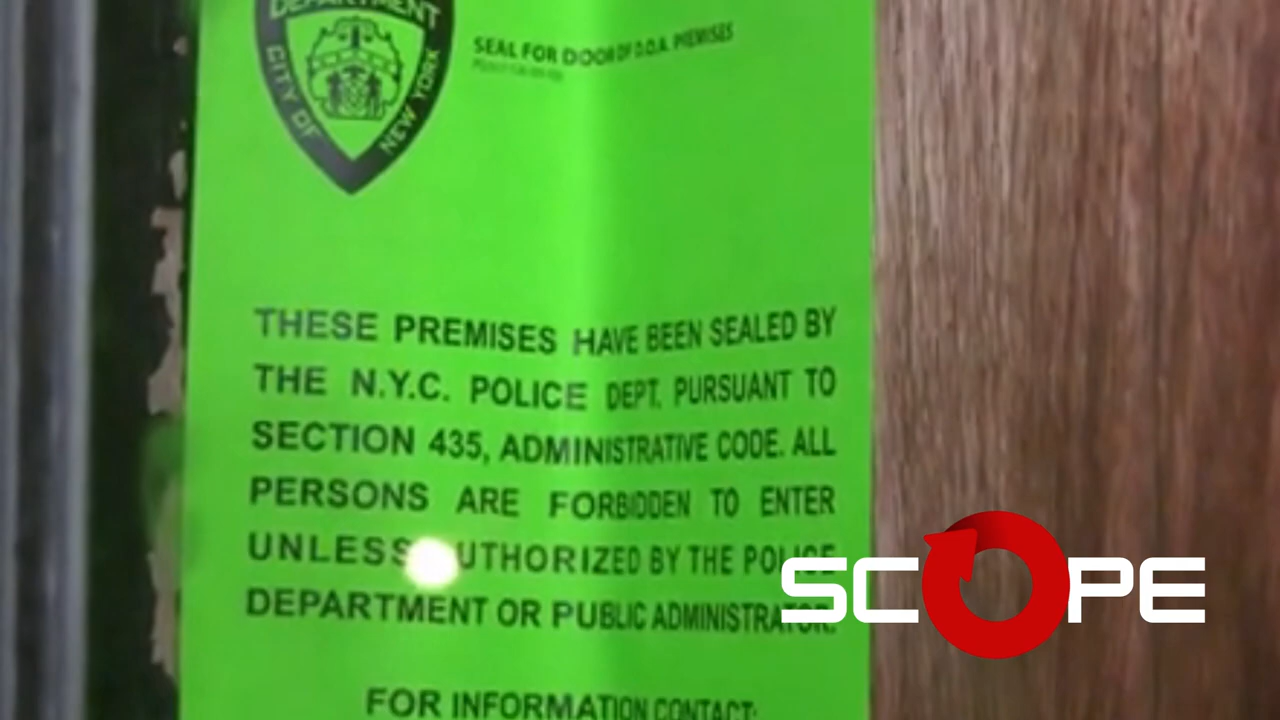 DEPARTMENT
CITY OF
NEW YORK
SEAL FOR DOOR OF D.O.A. PREMISES
THESE PREMISES HAVE BEEN SEALED BY
THE N.Y.C. POLICE DEPT. PURSUANT TO
SECTION 435, ADMINISTRATIVE CODE. ALL
PERSONS ARE FORBIDDEN TO ENTER
UNLESS UTHORIZED BY THE POLICE
DEPARTMENT OR PUBLIC ADMINISTRATOR.
FOR INFORMATION CONTACT:
SCOPE